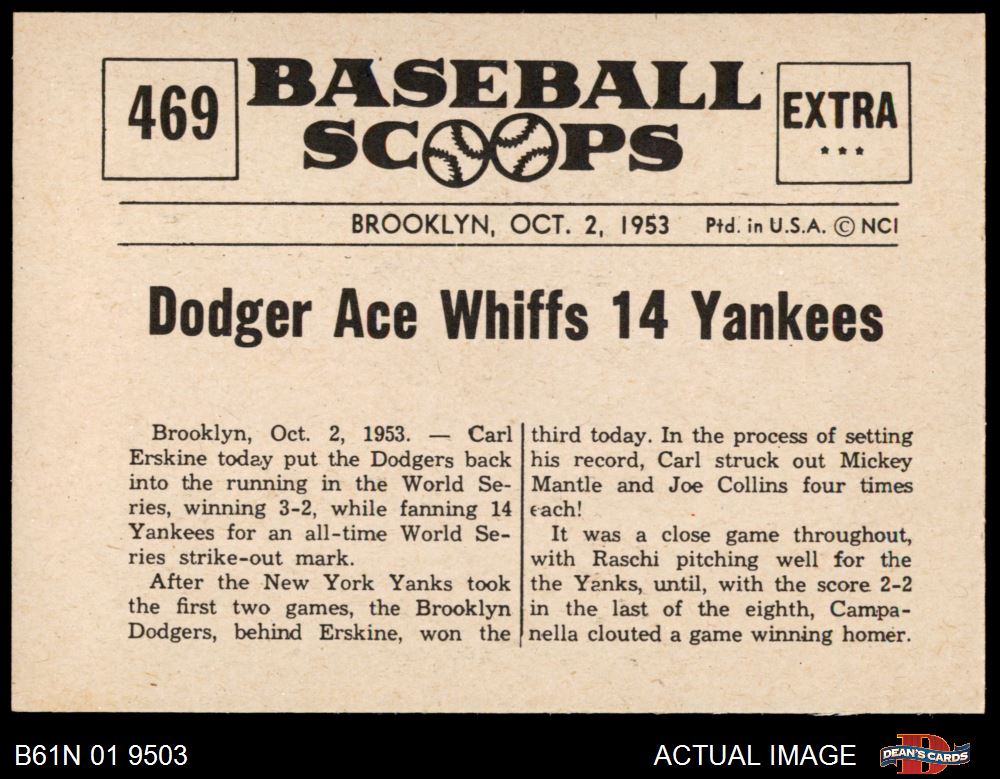 469
BASEBALL
SCOOPS
EXTRA
***
BROOKLYN, OCT. 2, 1953 Ptd. in U.S.A. © NCI
Dodger Ace Whiffs 14 Yankees
Brooklyn, Oct. 2, 1953. — Carl
Erskine today put the Dodgers back
into the running in the World Se-
ries, winning 3-2, while fanning 14
Yankees for an all-time World Se-
ries strike-out mark.
After the New York Yanks took
the first two games, the Brooklyn
Dodgers, behind Erskine, won the
third today. In the process of setting
his record, Carl struck out Mickey
Mantle and Joe Collins four times
each!
It was a close game throughout,
with Raschi pitching well for the
the Yanks, until, with the score 2-2
in the last of the eighth, Campa-
nella clouted a game winning homer.
B61N 01 9503
ACTUAL IMAGE
D
DEAN'S CARDS